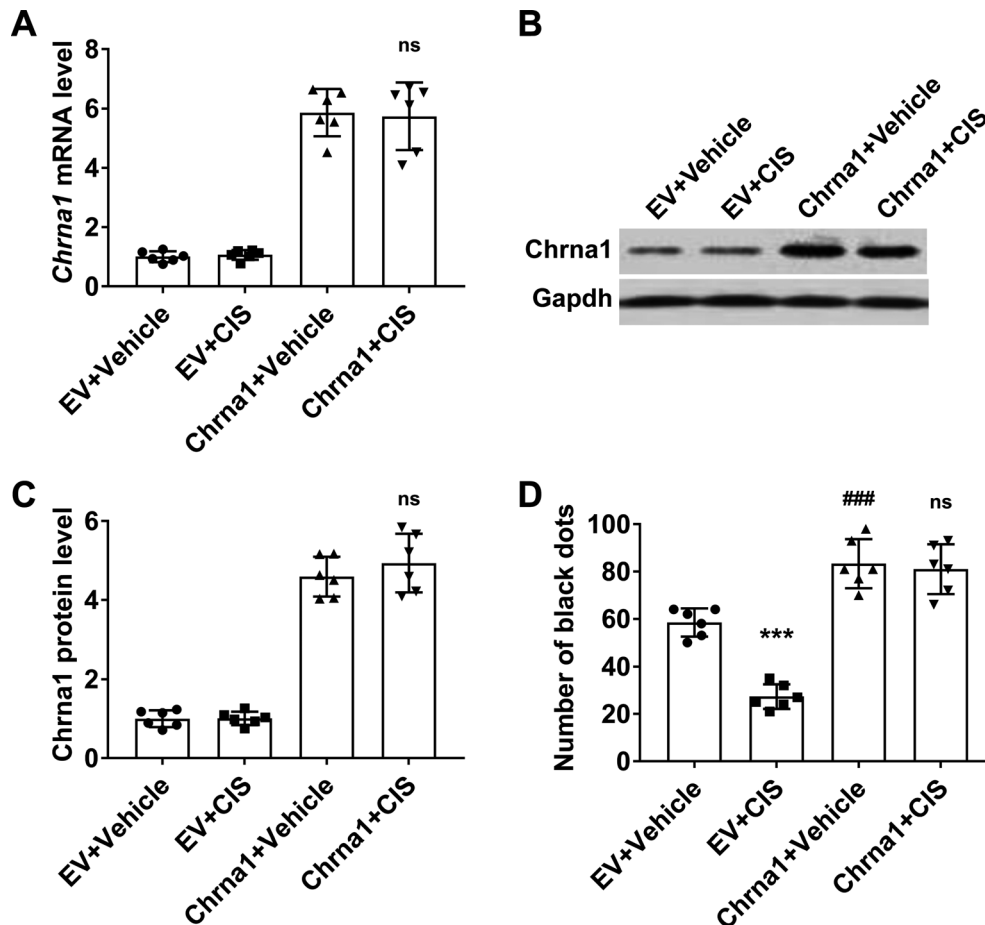 A
Chrna1 mRNA level
8
6
4
2
0
ns
EV+Vehicle
EV+CIS
Chrna1+Vehicle
Chrna1+CIS
B
EV+Vehicle
EV+CIS
Chrna1+Vehicle
Chrna1+CIS
Chrna1
Gapdh
C
Chrna1 protein level
6
4
2
0
ns
EV+Vehicle
EV+CIS
Chrna1+Vehicle
Chrna1+CIS
D
Number of black dots
100
80
60
40
20
0
***
###
ns
EV+Vehicle
EV+CIS
Chrna1+Vehicle
Chrna1+CIS